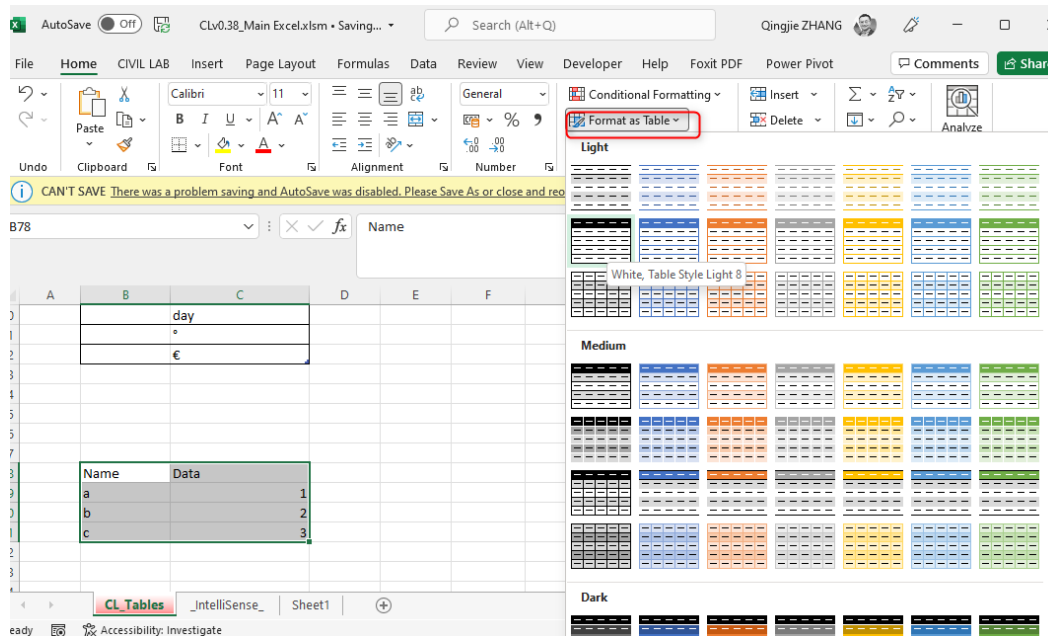 AutoSave Off CLv0.38_Main Excel.xlsm • Saving... Search (Alt+Q) Qingjie ZHANG
File Home CIVIL LAB Insert Page Layout Formulas Data Review View Developer Help Foxit PDF Power Pivot Comments Shar
Calibri 11 ab General Conditional Formatting Insert
Paste B I U A A % Format as Table Delete Analyze
Undo Clipboard Font Alignment Number
CAN'T SAVE There was a problem saving and AutoSave was disabled. Please Save As or close and reo
B78 fx Name
Light
White, Table Style Light 8
Medium
Dark
A B C D E F
day
°
€
Name Data
a 1
b 2
c 3
CL_Tables _IntelliSense_ Sheet1
eady Accessibility: Investigate